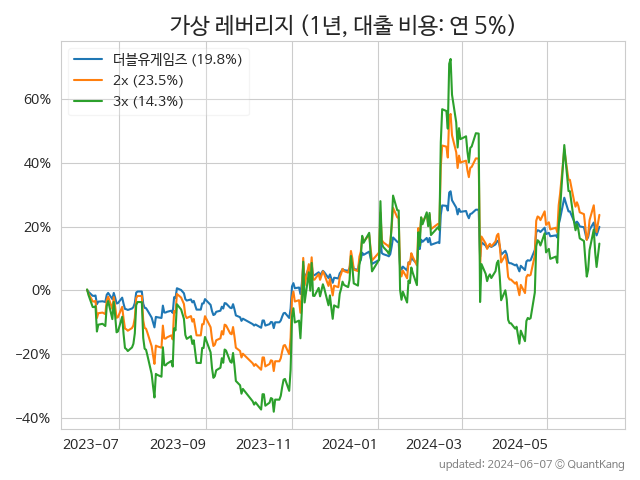 가상 레버리지 (1년, 대출 비용: 연 5%)
더블유게임즈 (19.8%)
2x (23.5%)
3x (14.3%)
60%
40%
20%
0%
−20%
−40%
2023-07
2023-09
2023-11
2024-01
2024-03
2024-05
updated: 2024-06-07 © QuantKang